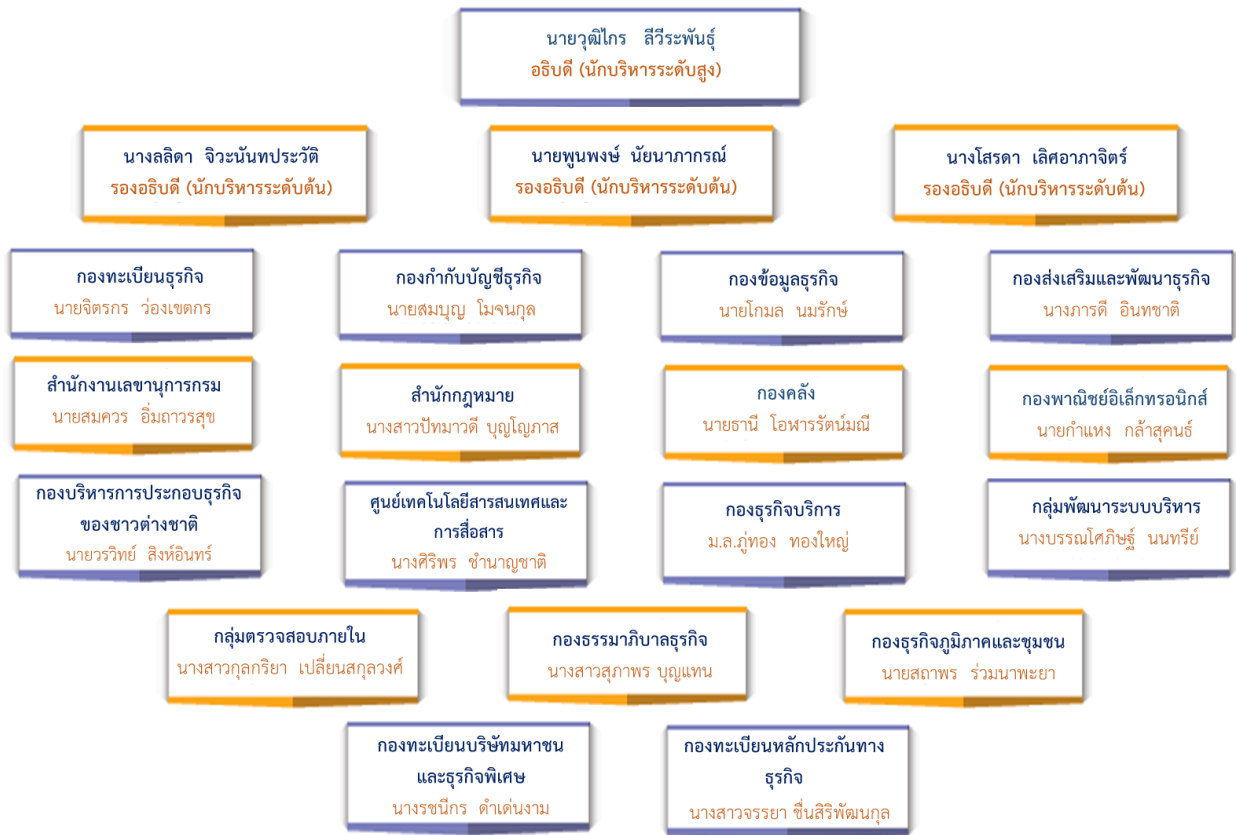 นายวุฒิไกร ลีวีระพันธุ์
อธิบดี (นักบริหารระดับสูง)
นางลลิดา จิวะนันทประวัติ
รองอธิบดี (นักบริหารระดับต้น)
นายพูนพงษ์ นัยนาภากรณ์
รองอธิบดี (นักบริหารระดับต้น)
นางโสรดา เลิศอาภาจิตร์
รองอธิบดี (นักบริหารระดับต้น)
กองทะเบียนธุรกิจ
นายจิตรกร ว่องเขตกร
กองกำกับบัญชีธุรกิจ
นายสมบุญ โมจนกุล
กองข้อมูลธุรกิจ
นายโกมล นมรักษ์
กองส่งเสริมและพัฒนาธุรกิจ
นางภารดี อินทชาติ
สำนักงานเลขานุการกรม
นายสมควร อิ่มถาวรสุข
สำนักกฎหมาย
นางสาวปัทมาวดี บุญโญภาส
กองคลัง
นายธานี โอฬารรัตน์มณี
กองพาณิชย์อิเล็กทรอนิกส์
นายกำแหง กล้าสุคนธ์
กองบริหารการประกอบธุรกิจ
ของชาวต่างชาติ
นายวรวิทย์ สิงห์อินทร์
ศูนย์เทคโนโลยีสารสนเทศและ
การสื่อสาร
นางศิริพร ชำนาญชาติ
กองธุรกิจบริการ
ม.ล.ภู่ทอง ทองใหญ่
กลุ่มพัฒนาระบบบริหาร
นางบรรณโศภิษฐ์ นนทรีย์
กลุ่มตรวจสอบภายใน
นางสาวกุลกริยา เปลี่ยนสกุลวงศ์
กองธรรมาภิบาลธุรกิจ
นางสาวสุภาพร บุญแทน
กองธุรกิจภูมิภาคและชุมชน
นายสถาพร ร่วมนาพะยา
กองทะเบียนบริษัทมหาชน
และธุรกิจพิเศษ
นางรชนีกร ดำเด่นงาม
กองทะเบียนหลักประกันทาง
ธุรกิจ
นางสาวจรรยา ชื่นสิริพัฒนกุล